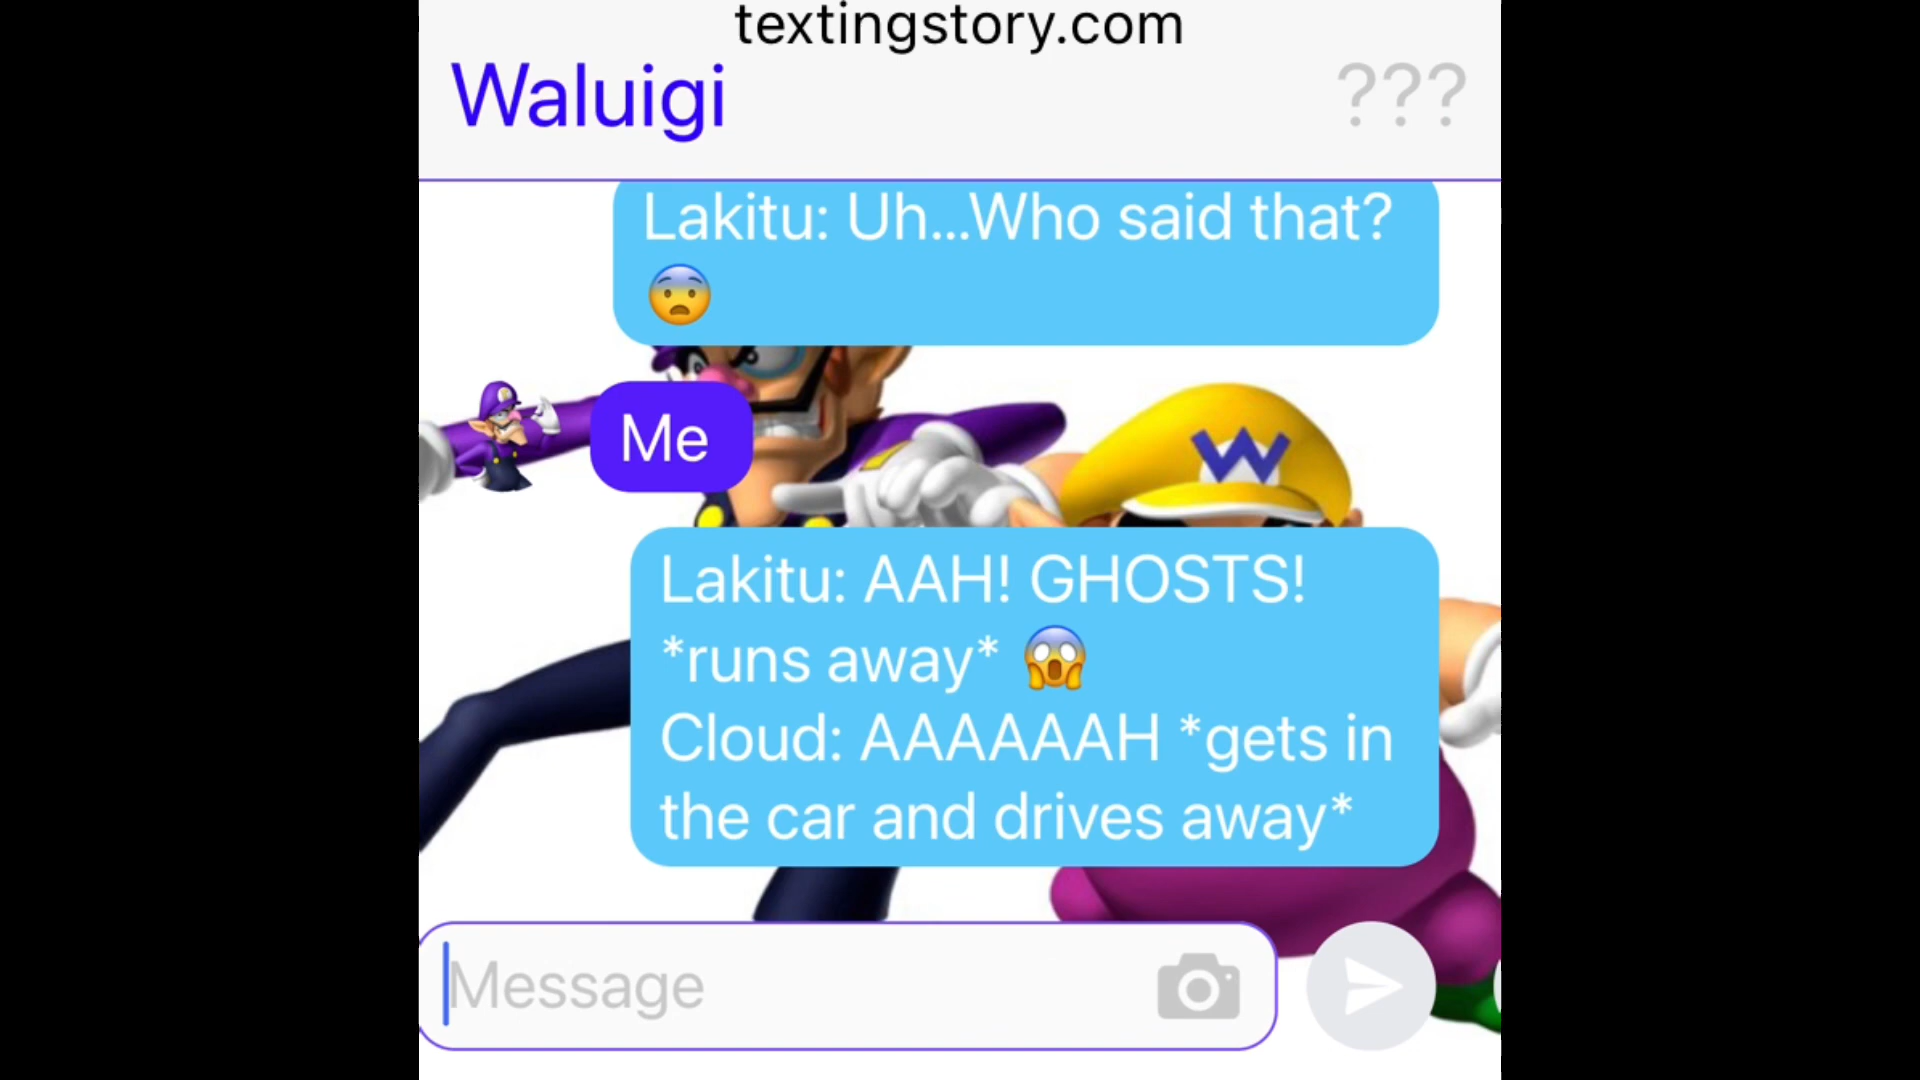 textingstory.com
Waluigi
???
Lakitu: Uh...Who said that?
😨
Me
W
Lakitu: AAH! GHOSTS!
*runs away* 😱
Cloud: AAAAAAH *gets in
the car and drives away*
Message